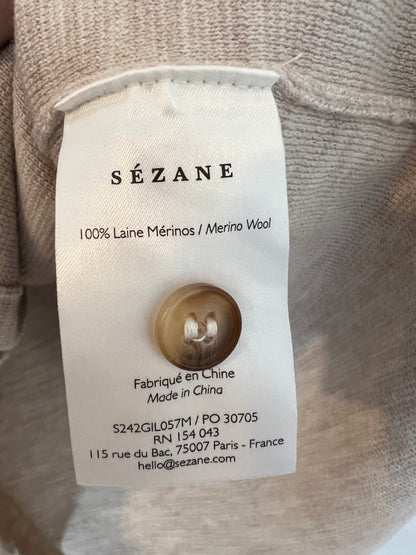 SÉZANE
100% Laine Mérinos / Merino Wool
Fabriqué en Chine
Made in China
S242GIL057M / PO 30705
RN 154 043
115 rue du Bac, 75007 Paris - France
hello@sezane.com